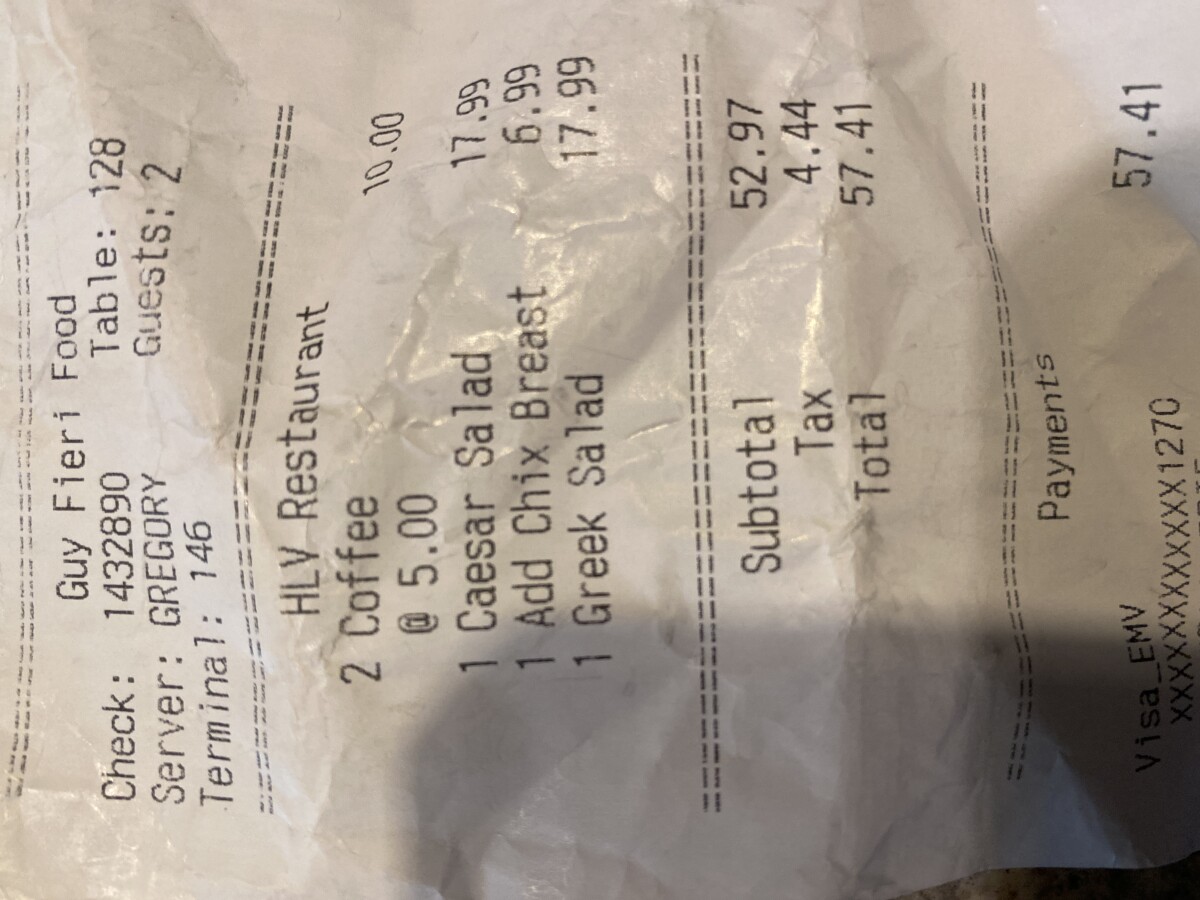 Guy Fieri Food
Check: 1432890 Table: 128
Server: GREGORY Guests: 2
Terminal: 146
HLV Restaurant
2 Coffee 10.00
@ 5.00
1 Caesar Salad 17.99
1 Add Chix Breast 6.99
1 Greek Salad 17.99
Subtotal 52.97
Tax 4.44
Total 57.41
Payments
Visa_EMV 57.41
XXXXXXXXXXXX1270